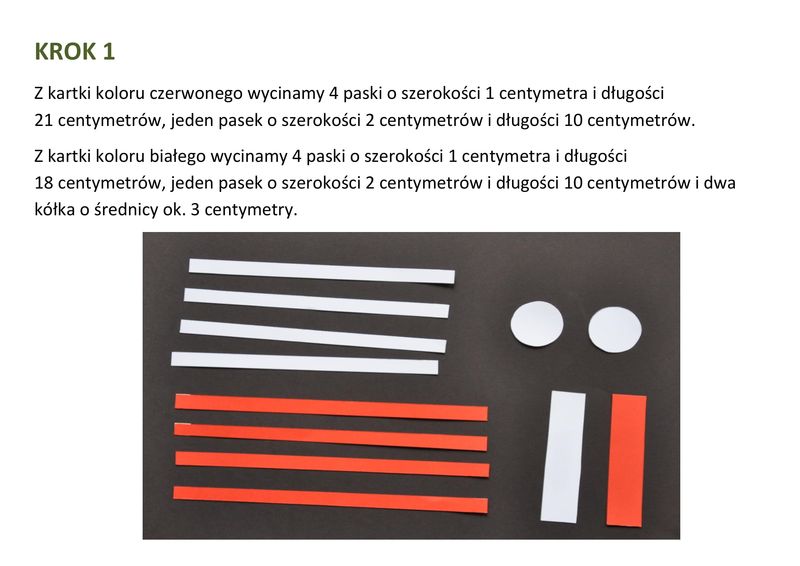 KROK 1
Z kartki koloru czerwonego wycinamy 4 paski o szerokości 1 centymetra i długości
21 centymetrów, jeden pasek o szerokości 2 centymetrów i długości 10 centymetrów.
Z kartki koloru białego wycinamy 4 paski o szerokości 1 centymetra i długości
18 centymetrów, jeden pasek o szerokości 2 centymetrów i długości 10 centymetrów i dwa
kółka o średnicy ok. 3 centymetry.